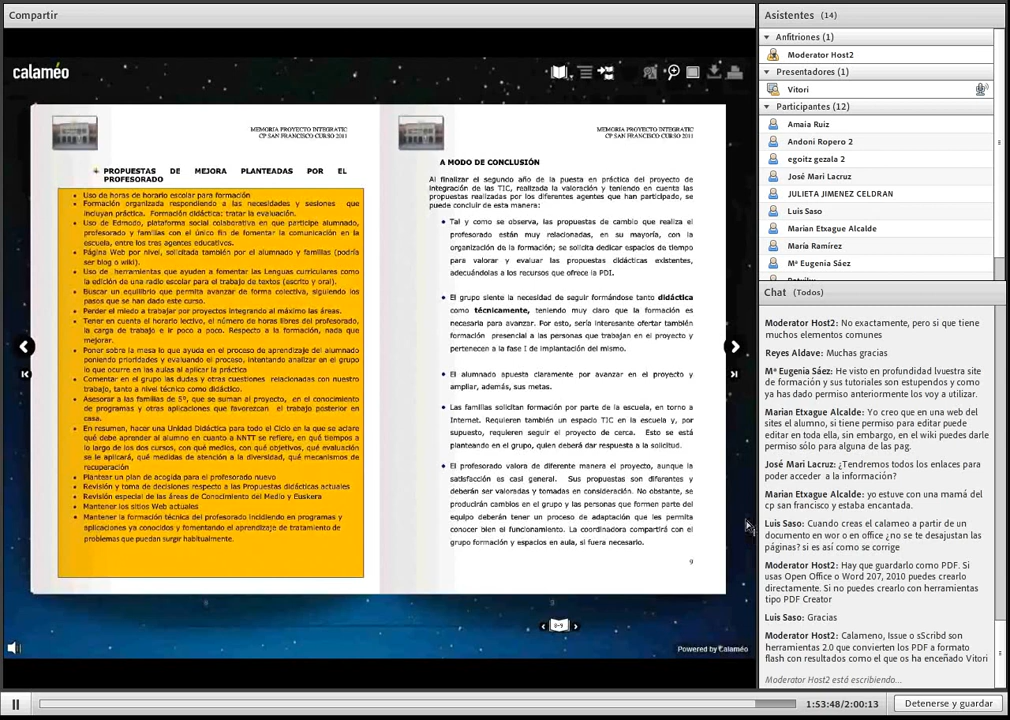 Compartir
calaméo
MEMORIA PROYECTO INTEGRATIC
CP SAN FRANCISCO CURSO 2011
PROPUESTAS DE MEJORA PLANTEADAS POR EL
PROFESORADO
Uso de horas de horario escolar para formación
Formación organizada respondiendo a las necesidades y sesiones que
incluyan práctica. Formación didáctica: tratar la evaluación.
Uso de Edmodo, plataforma social colaborativa en que participe alumnado,
profesorado y familias con el único fin de fomentar la comunicación en la
escuela, entre los tres agentes educativos.
Página Web por nivel, solicitada también por el alumnado y familias (podría
ser blog o wiki).
Uso de herramientas que ayuden a fomentar las Lenguas curriculares como
la edición de una radio escolar para el trabajo de textos (escrito y oral).
Buscar un equilibrio que permita avanzar de forma colectiva, siguiendo los
pasos que se han dado este curso.
Perder el miedo a trabajar por proyectos integrando al máximo las áreas.
Tener en cuenta el horario lectivo, el número de horas libres del profesorado,
la carga de trabajo e ir poco a poco. Respecto a la formación, nada que
mejorar.
Poner sobre la mesa lo que ayuda en el proceso de aprendizaje del alumnado
poniendo prioridades y evaluando el proceso, intentando analizar en el grupo
lo que ocurre en las aulas al aplicar la práctica
Comentar en el grupo las dudas y otras cuestiones relacionadas con nuestro
trabajo, tanto a nivel técnico como didáctico.
Asesorar a las familias de 5º, que se suman al proyecto, en el conocimiento
de programas y otras aplicaciones que favorezcan el trabajo posterior en
casa.
En resumen, hacer una Unidad Didáctica para todo el Ciclo en la que se aclare
qué debe aprender al alumno en cuanto a NNTT se refiere, en qué tiempos a
lo largo de los dos cursos, con qué medios, con qué objetivos, qué evaluación
se le aplicará, qué medidas de atención a la diversidad, qué mecanismos de
recuperación
Plantear un plan de acogida para el profesorado nuevo
Revisión y toma de decisiones respecto a las Propuestas didácticas actuales
Revisión especial de las áreas de Conocimiento del Medio y Euskera
Mantener los sitios Web actuales
Mantener la formación técnica del profesorado incidiendo en programas y
aplicaciones ya conocidos y fomentando el aprendizaje de tratamiento de
problemas que puedan surgir habitualmente.
MEMORIA PROYECTO INTEGRATIC
CP SAN FRANCISCO CURSO 2011
A MODO DE CONCLUSIÓN
Al finalizar el segundo año de la puesta en práctica del proyecto de
integración de las TIC, realizada la valoración y teniendo en cuenta las
propuestas realizadas por los diferentes agentes que han participado, se
puede concluir de esta manera:
Tal y como se observa, las propuestas de cambio que realiza el
profesorado están muy relacionadas, en su mayoría, con la
organización de la formación; se solicita dedicar espacios de tiempo
para valorar y evaluar las propuestas didácticas existentes,
adecuándolas a los recursos que ofrece la PDI.
El grupo siente la necesidad de seguir formándose tanto didáctica
como técnicamente, teniendo muy claro que la formación es
necesaria para avanzar. Por esto, sería interesante ofertar también
formación presencial a las personas que trabajan en el proyecto y
pertenecen a la fase I de implantación del mismo.
El alumnado apuesta claramente por avanzar en el proyecto y
ampliar, además, sus metas.
Las familias solicitan formación por parte de la escuela, en torno a
Internet. Requieren también un espacio TIC en la escuela y, por
supuesto, requieren seguir el proyecto de cerca. Esto se está
planteando en el grupo, quien deberá dar respuesta a la solicitud.
El profesorado valora de diferente manera el proyecto, aunque la
satisfacción es casi general. Sus propuestas son diferentes y
deberán ser valoradas y tomadas en consideración. No obstante, se
producirán cambios en el grupo y las personas que formen parte del
equipo deberán tener un proceso de adaptación que les permita
conocer bien el funcionamiento. La coordinadora compartirá con el
grupo formación y espacios en aula, si fuera necesario.
9
Powered by Calaméo
Asistentes (14)
Anfitriones (1)
Moderator Host2
Presentadores (1)
Vitori
Participantes (12)
Amaia Ruiz
Andoni Ropero 2
egoitz gezala 2
José Mari Lacruz
JULIETA JIMENEZ CELDRAN
Luis Saso
Marian Etxague Alcalde
María Ramírez
Mª Eugenia Sáez
Chat (Todos)
Moderator Host2: No exactamente, pero si que tiene
muchos elementos comunes
Reyes Aldave: Muchas gracias
Mª Eugenia Sáez: He visto en profundidad lvuestra site
de formación y sus tutoriales son estupendos y como
ya has dado permiso anteriormente los voy a utilizar.
Marian Etxague Alcalde: Yo creo que en una web del
sites el alumno, si tiene permiso para editar puede
editar en toda ella, sin embargo, en el wiki puedes darle
permiso sólo para alguna de las pag.
José Mari Lacruz: ¿Tendremos todos los enlaces para
poder acceder a la información?
Marian Etxague Alcalde: yo estuve con una mamá del
cp san francisco y estaba encantada.
Luis Saso: Cuando creas el calameo a partir de un
documento en wor o en office ¿no se te desajustan las
páginas? si es así como se corrige
Moderator Host2: Hay que guardarlo como PDF. Si
usas Open Office o Word 207, 2010 puedes crearlo
directamente. Si no puedes crearlo con herramientas
tipo PDF Creator
Luis Saso: Gracias
Moderator Host2: Calameno, Issue o sScribd son
herramientas 2.0 que convierten los PDF a formato
flash con resultados como el que os ha enceñado Vitori
Moderator Host2 está escribiendo...
1:53:48/2:00:13
Detenerse y guardar